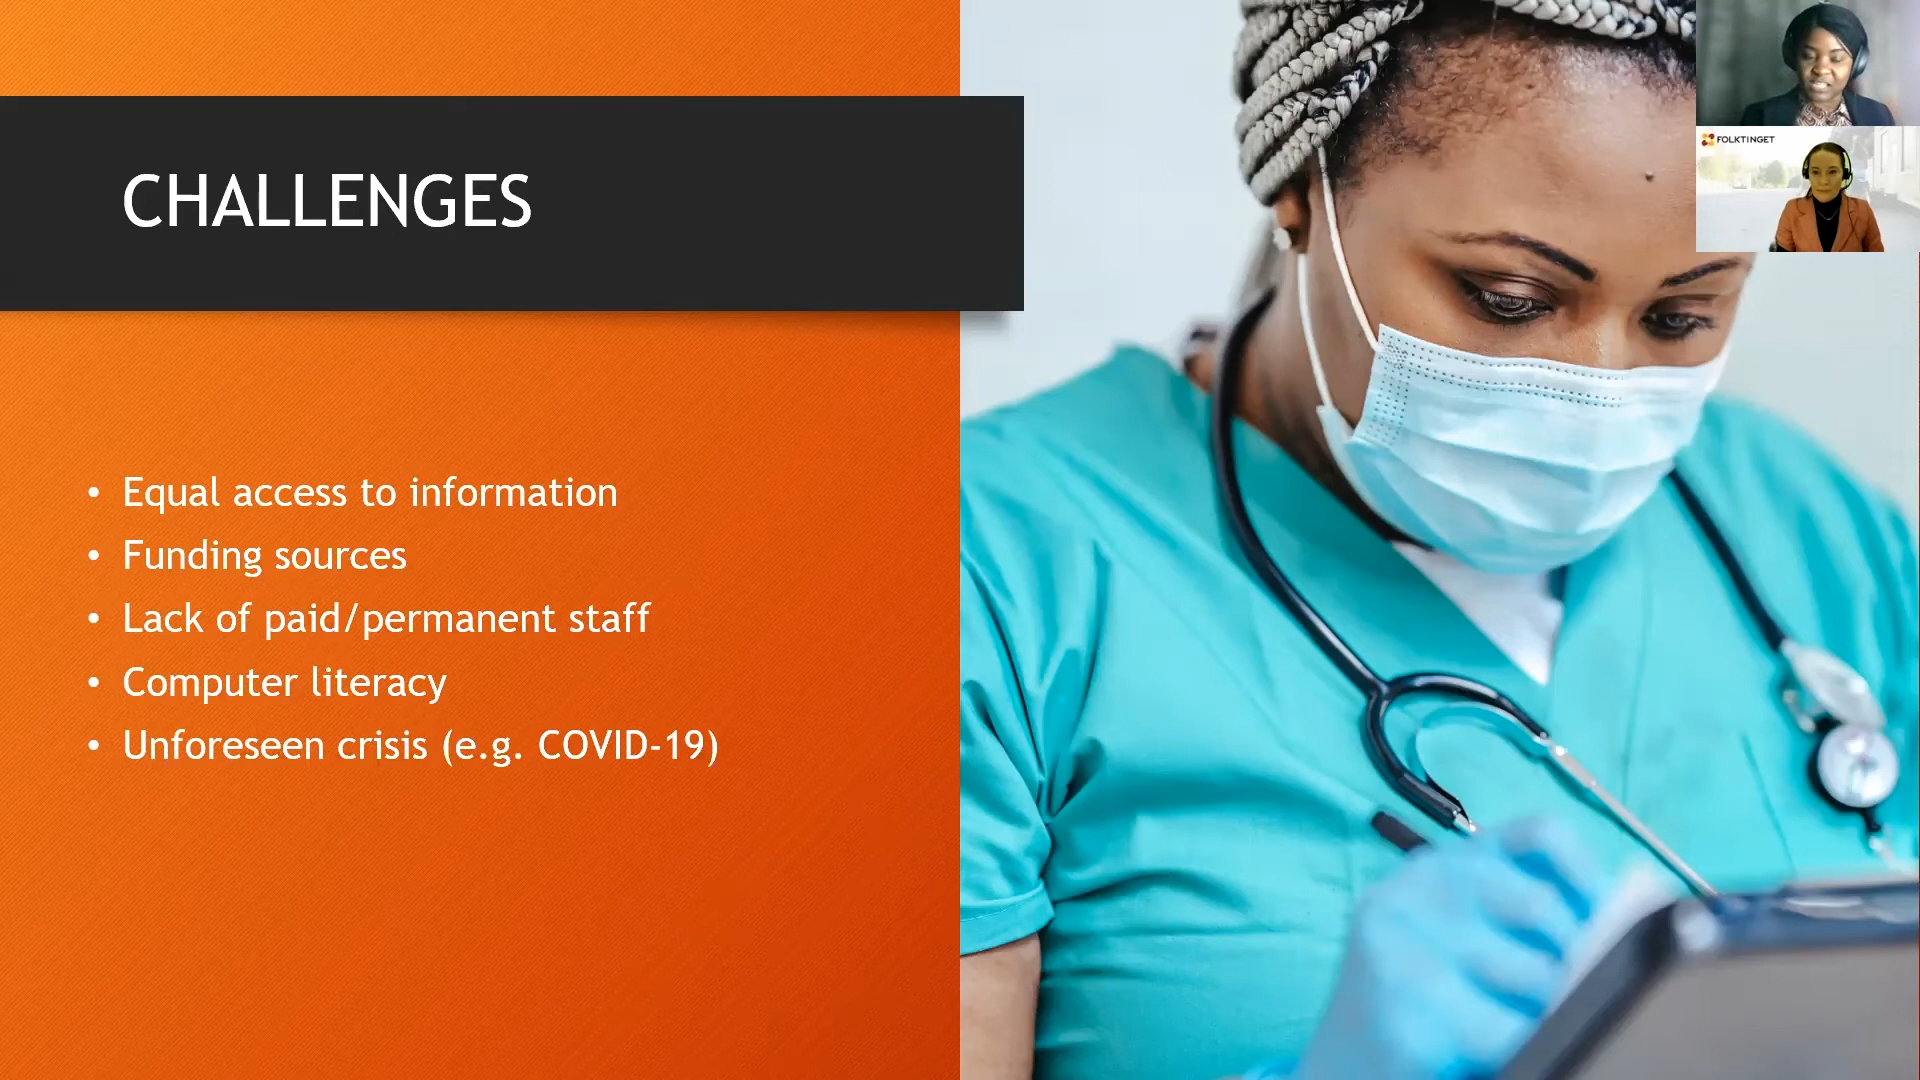 CHALLENGES
FOLKTINGET
• Equal access to information
• Funding sources
• Lack of paid/permanent staff
• Computer literacy
• Unforeseen crisis (e.g. COVID-19)